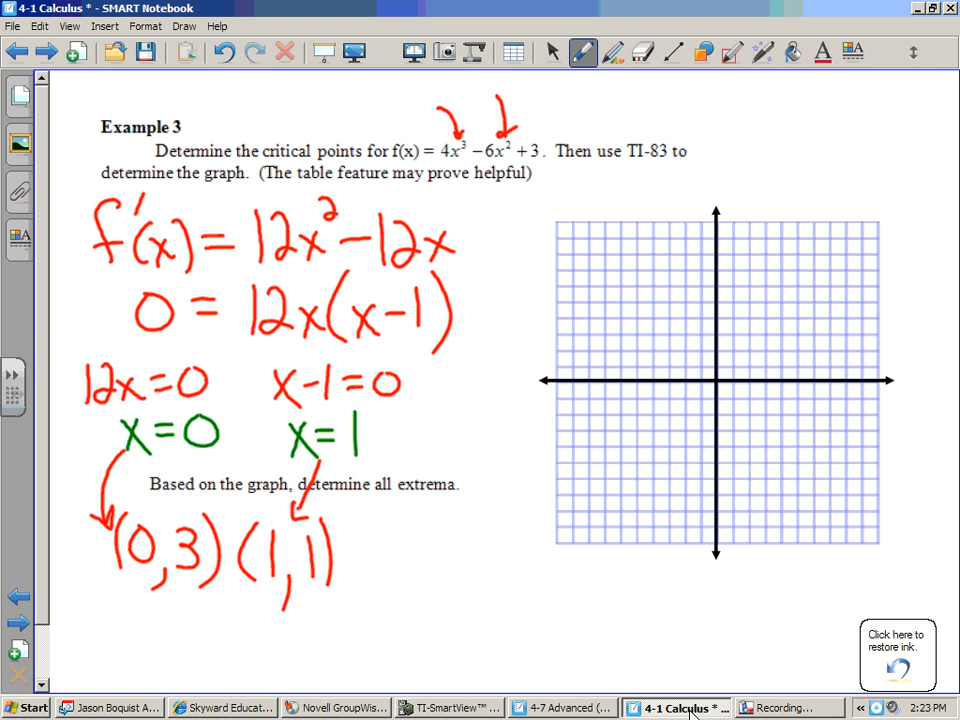 4-1 Calculus * - SMART Notebook
File Edit View Insert Format Draw Help
Example 3
Determine the critical points for f(x) = 4x³ − 6x² + 3. Then use TI-83 to
determine the graph. (The table feature may prove helpful)
f'(x) = 12x² − 12x
0 = 12x(x − 1)
12x = 0 x − 1 = 0
x = 0 x = 1
Based on the graph, determine all extrema.
(0,3) (1,1)
Click here to
restore ink.
Start Jason Boquist A... Skyward Educat... Novell GroupWis... TI-SmartView™ ... 4-7 Advanced (... 4-1 Calculus * ... Recording... « 2:23 PM